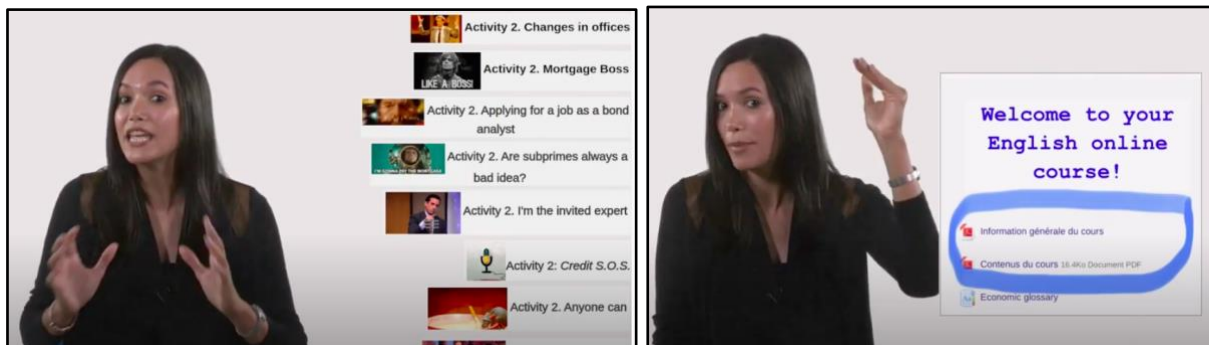 Activity 2. Changes in offices
LIKE A BOSS!
Activity 2. Mortgage Boss
Activity 2. Applying for a job as a bond
analyst
Activity 2. Are subprimes always a
bad idea?
Activity 2. I'm the invited expert
Activity 2: Credit S.O.S.
Activity 2. Anyone can
Welcome to your
English online
course!
Information générale du cours
Contenus du cours 16.4Ko Document PDF
Economic glossary